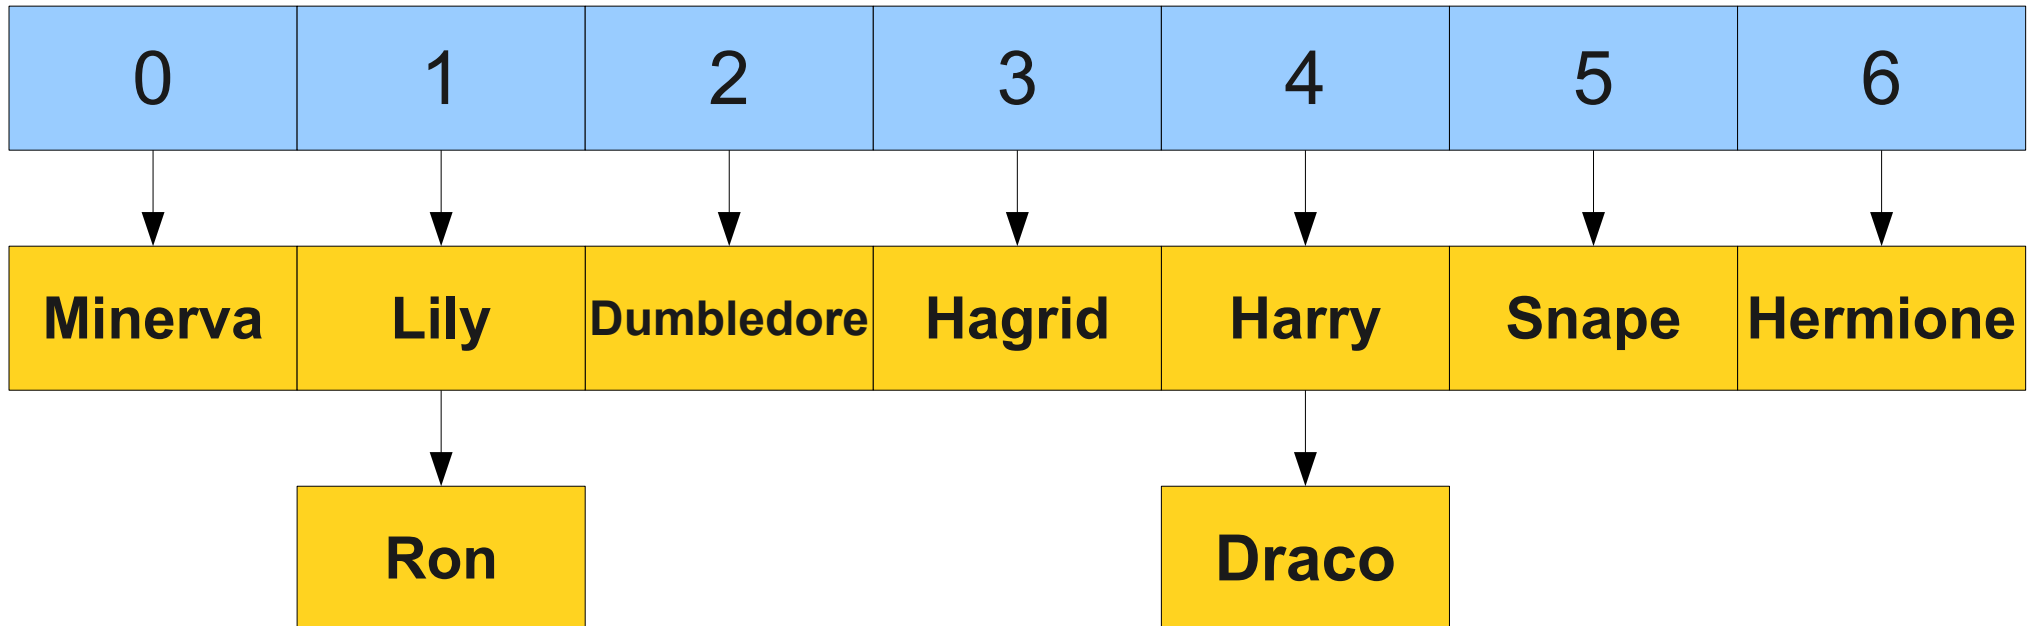 0 1 2 3 4 5 6
Minerva Lily Dumbledore Hagrid Harry Snape Hermione
Ron Draco